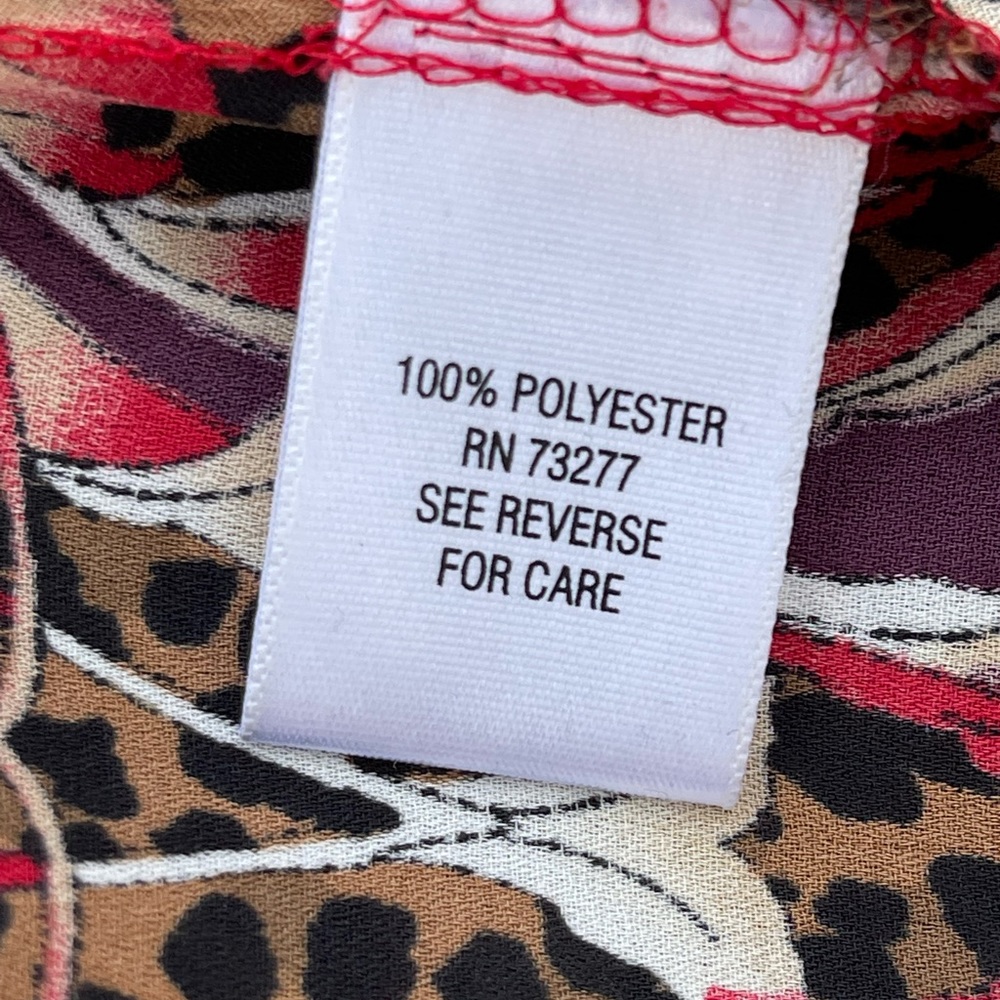 100% POLYESTER
RN 73277
SEE REVERSE
FOR CARE